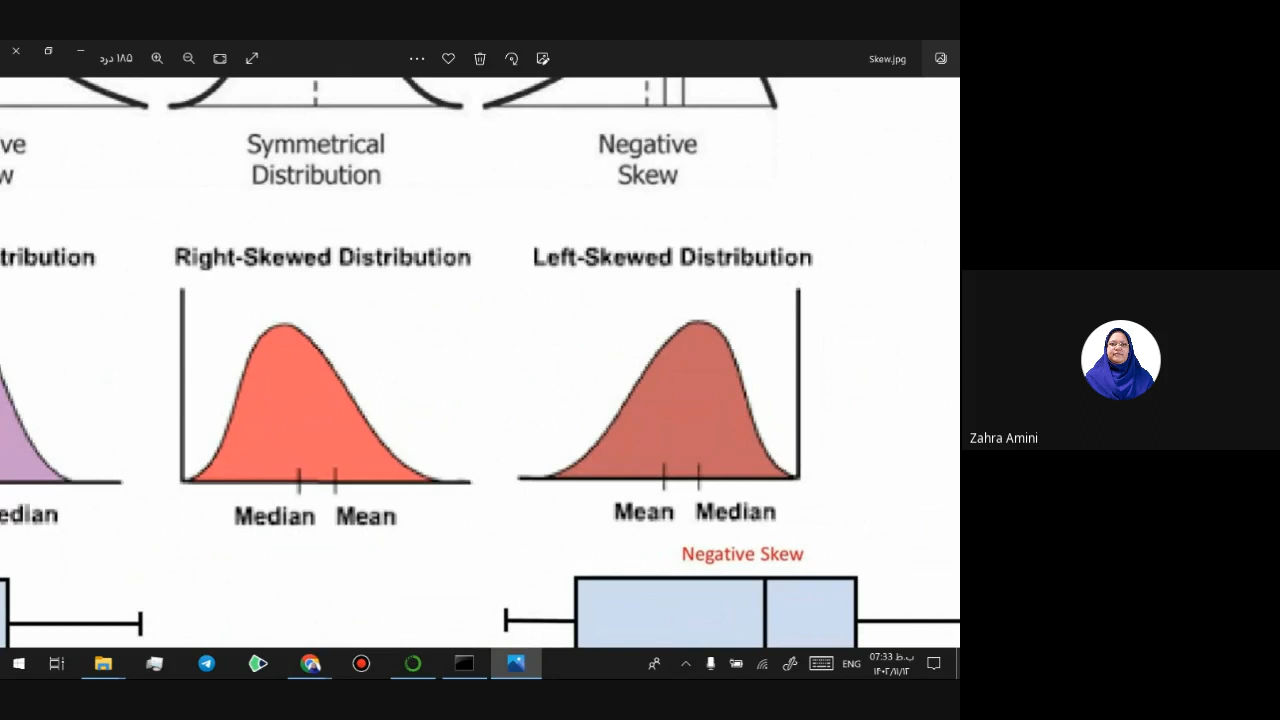 ۱۸۵ درد
Skew.jpg
ve
w
Symmetrical
Distribution
Negative
Skew
tribution
Right-Skewed Distribution
Left-Skewed Distribution
edian
Median Mean
Mean Median
Negative Skew
Zahra Amini
ENG
07:33 ب.ظ
۱۴۰۲/۱۱/۱۲